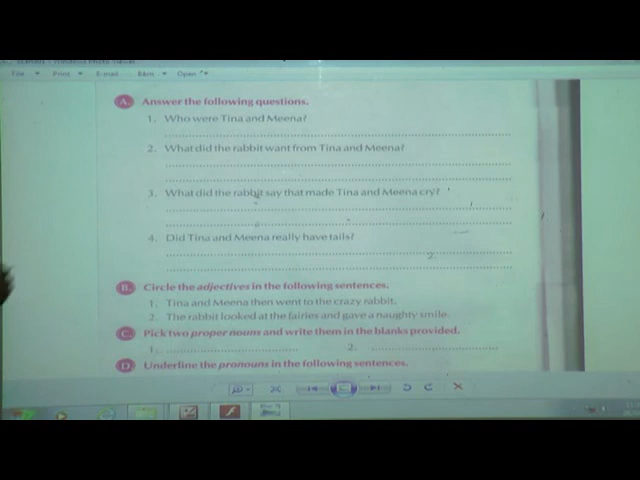 File Print E-mail Burn Open
A. Answer the following questions.
1. Who were Tina and Meena?
2. What did the rabbit want from Tina and Meena?
3. What did the rabbit say that made Tina and Meena cry?
4. Did Tina and Meena really have tails?
B. Circle the adjectives in the following sentences.
1. Tina and Meena then went to the crazy rabbit.
2. The rabbit looked at the fairies and gave a naughty smile.
C. Pick two proper nouns and write them in the blanks provided.
1. 2.
D. Underline the pronouns in the following sentences.